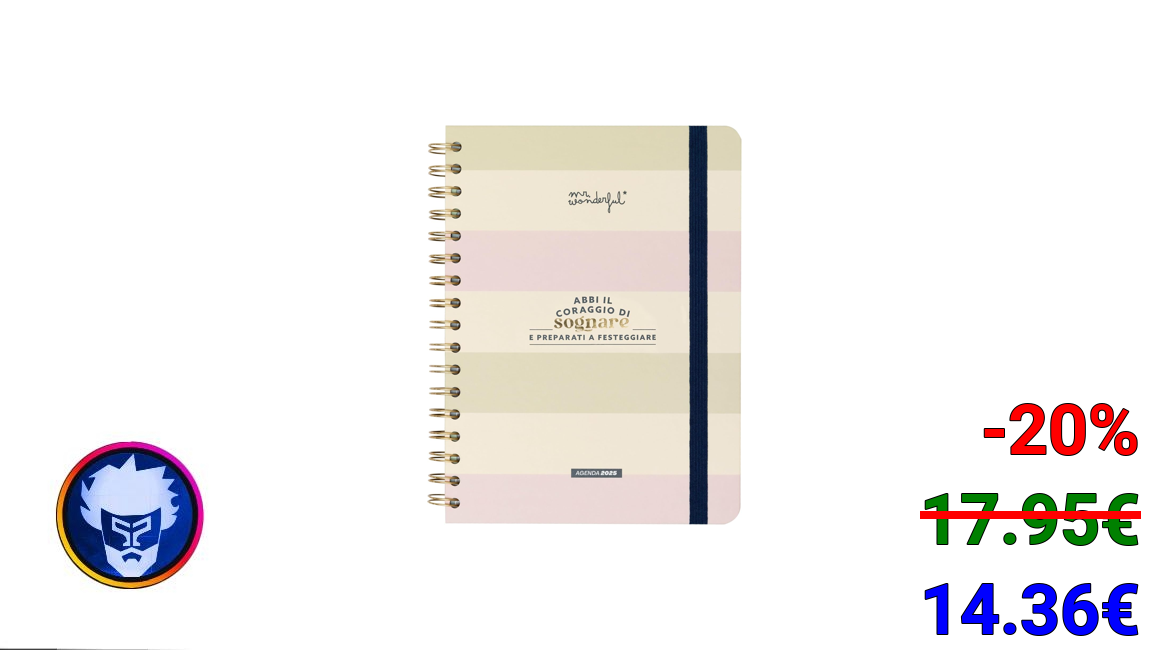 mr.
wonderful*
ABBI IL
CORAGGIO DI
sognare
E PREPARATI A FESTEGGIARE
AGENDA 2025
-20%
17.95€
14.36€